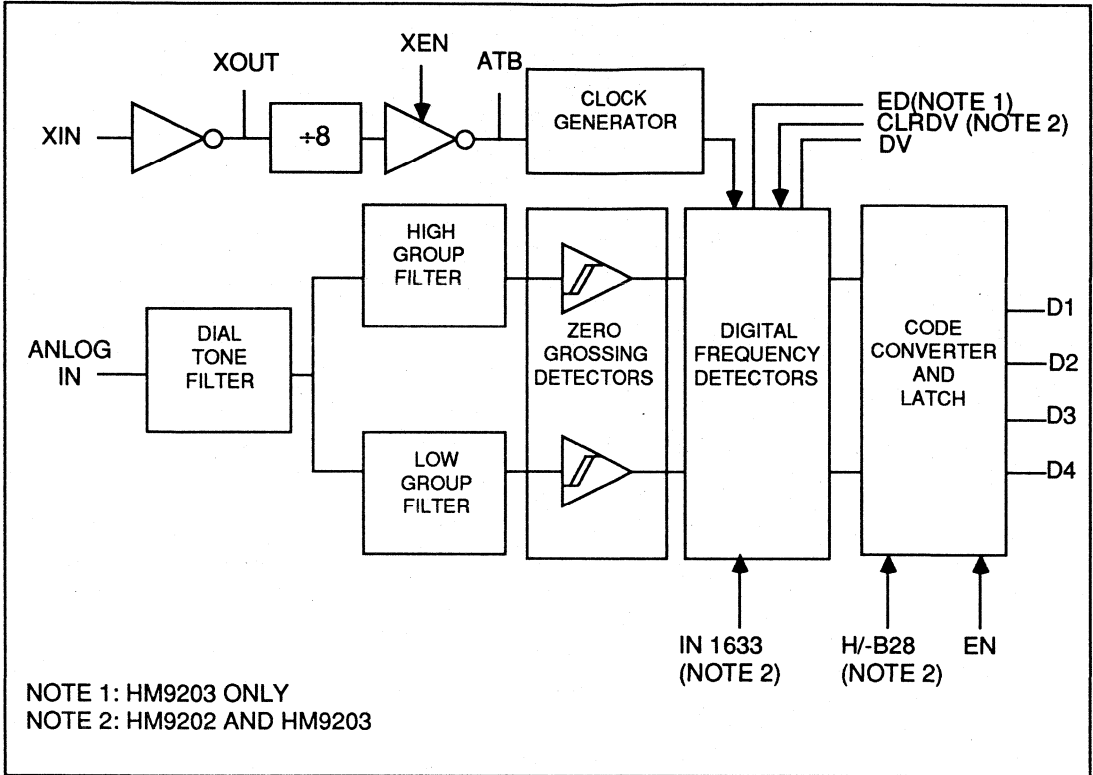 XEN
XOUT
ATB
XIN
÷8
CLOCK
GENERATOR
ED(NOTE 1)
CLRDV (NOTE 2)
DV
HIGH
GROUP
FILTER
ANLOG
IN
DIAL
TONE
FILTER
ZERO
GROSSING
DETECTORS
DIGITAL
FREQUENCY
DETECTORS
CODE
CONVERTER
AND
LATCH
D1
D2
D3
D4
LOW
GROUP
FILTER
IN 1633
(NOTE 2)
H/-B28
(NOTE 2)
EN
NOTE 1: HM9203 ONLY
NOTE 2: HM9202 AND HM9203